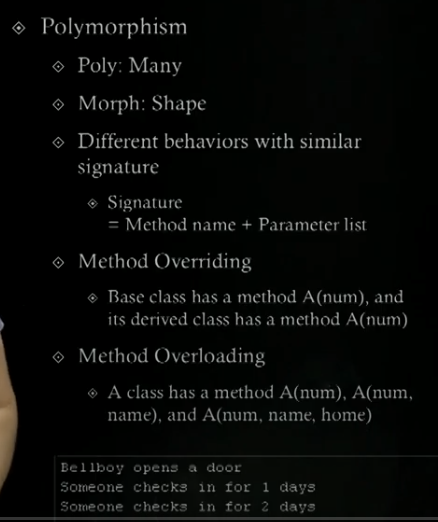 Polymorphism
Poly: Many
Morph: Shape
Different behaviors with similar
signature
Signature
= Method name + Parameter list
Method Overriding
Base class has a method A(num), and
its derived class has a method A(num)
Method Overloading
A class has a method A(num), A(num,
name), and A(num, name, home)
Bellboy opens a door
Someone checks in for 1 days
Someone checks in for 2 days